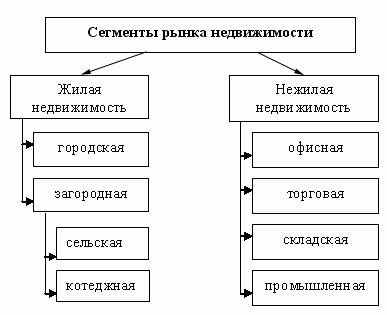 Сегменты рынка недвижимости
Жилая
недвижимость
городская
загородная
сельская
котеджная
Нежилая
недвижимость
офисная
торговая
складская
промышленная